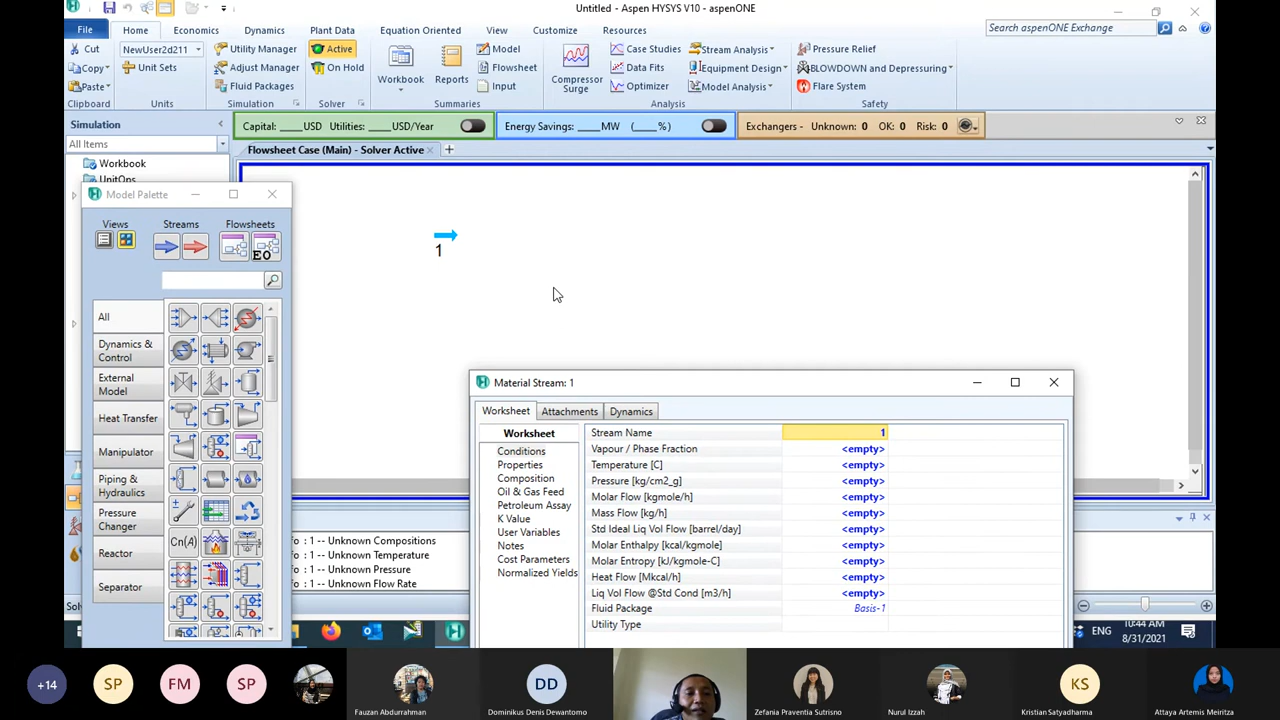 Untitled - Aspen HYSYS V10 - aspenONE
File Home Economics Dynamics Plant Data Equation Oriented View Customize Resources
Search aspenONE Exchange
Cut NewUser2d211 Utility Manager Active Model Case Studies Stream Analysis Pressure Relief
Copy Unit Sets Adjust Manager On Hold Workbook Reports Flowsheet Compressor Surge Data Fits Equipment Design BLOWDOWN and Depressuring
Paste Fluid Packages Input Optimizer Model Analysis Flare System
Clipboard Units Simulation Solver Summaries Analysis Safety
Simulation
Capital: ____USD Utilities: ____USD/Year
Energy Savings: ____MW (____%)
Exchangers - Unknown: 0 OK: 0 Risk: 0
All Items
Flowsheet Case (Main) - Solver Active
Workbook
UnitOps
Model Palette
Views Streams Flowsheets
EO
1
All
Dynamics & Control
External Model
Heat Transfer
Manipulator
Piping & Hydraulics
Pressure Changer
Reactor
Separator
Cn(A)
fo : 1 -- Unknown Compositions
fo : 1 -- Unknown Temperature
fo : 1 -- Unknown Pressure
fo : 1 -- Unknown Flow Rate
Material Stream: 1
Worksheet Attachments Dynamics
Worksheet
Conditions
Properties
Composition
Oil & Gas Feed
Petroleum Assay
K Value
User Variables
Notes
Cost Parameters
Normalized Yields
Stream Name 1
Vapour / Phase Fraction <empty>
Temperature [C] <empty>
Pressure [kg/cm2_g] <empty>
Molar Flow [kgmole/h] <empty>
Mass Flow [kg/h] <empty>
Std Ideal Liq Vol Flow [barrel/day] <empty>
Molar Enthalpy [kcal/kgmole] <empty>
Molar Entropy [kJ/kgmole-C] <empty>
Heat Flow [Mkcal/h] <empty>
Liq Vol Flow @Std Cond [m3/h] <empty>
Fluid Package Basis-1
Utility Type
Sol
ENG
10:44 AM
8/31/2021
+14 SP FM SP DD KS
Fauzan Abdurrahman Dominikus Denis Dewantomo Zefania Praventia Sutrisno Nurul Izzah Kristian Satyadharma Attaya Artemis Meiritza